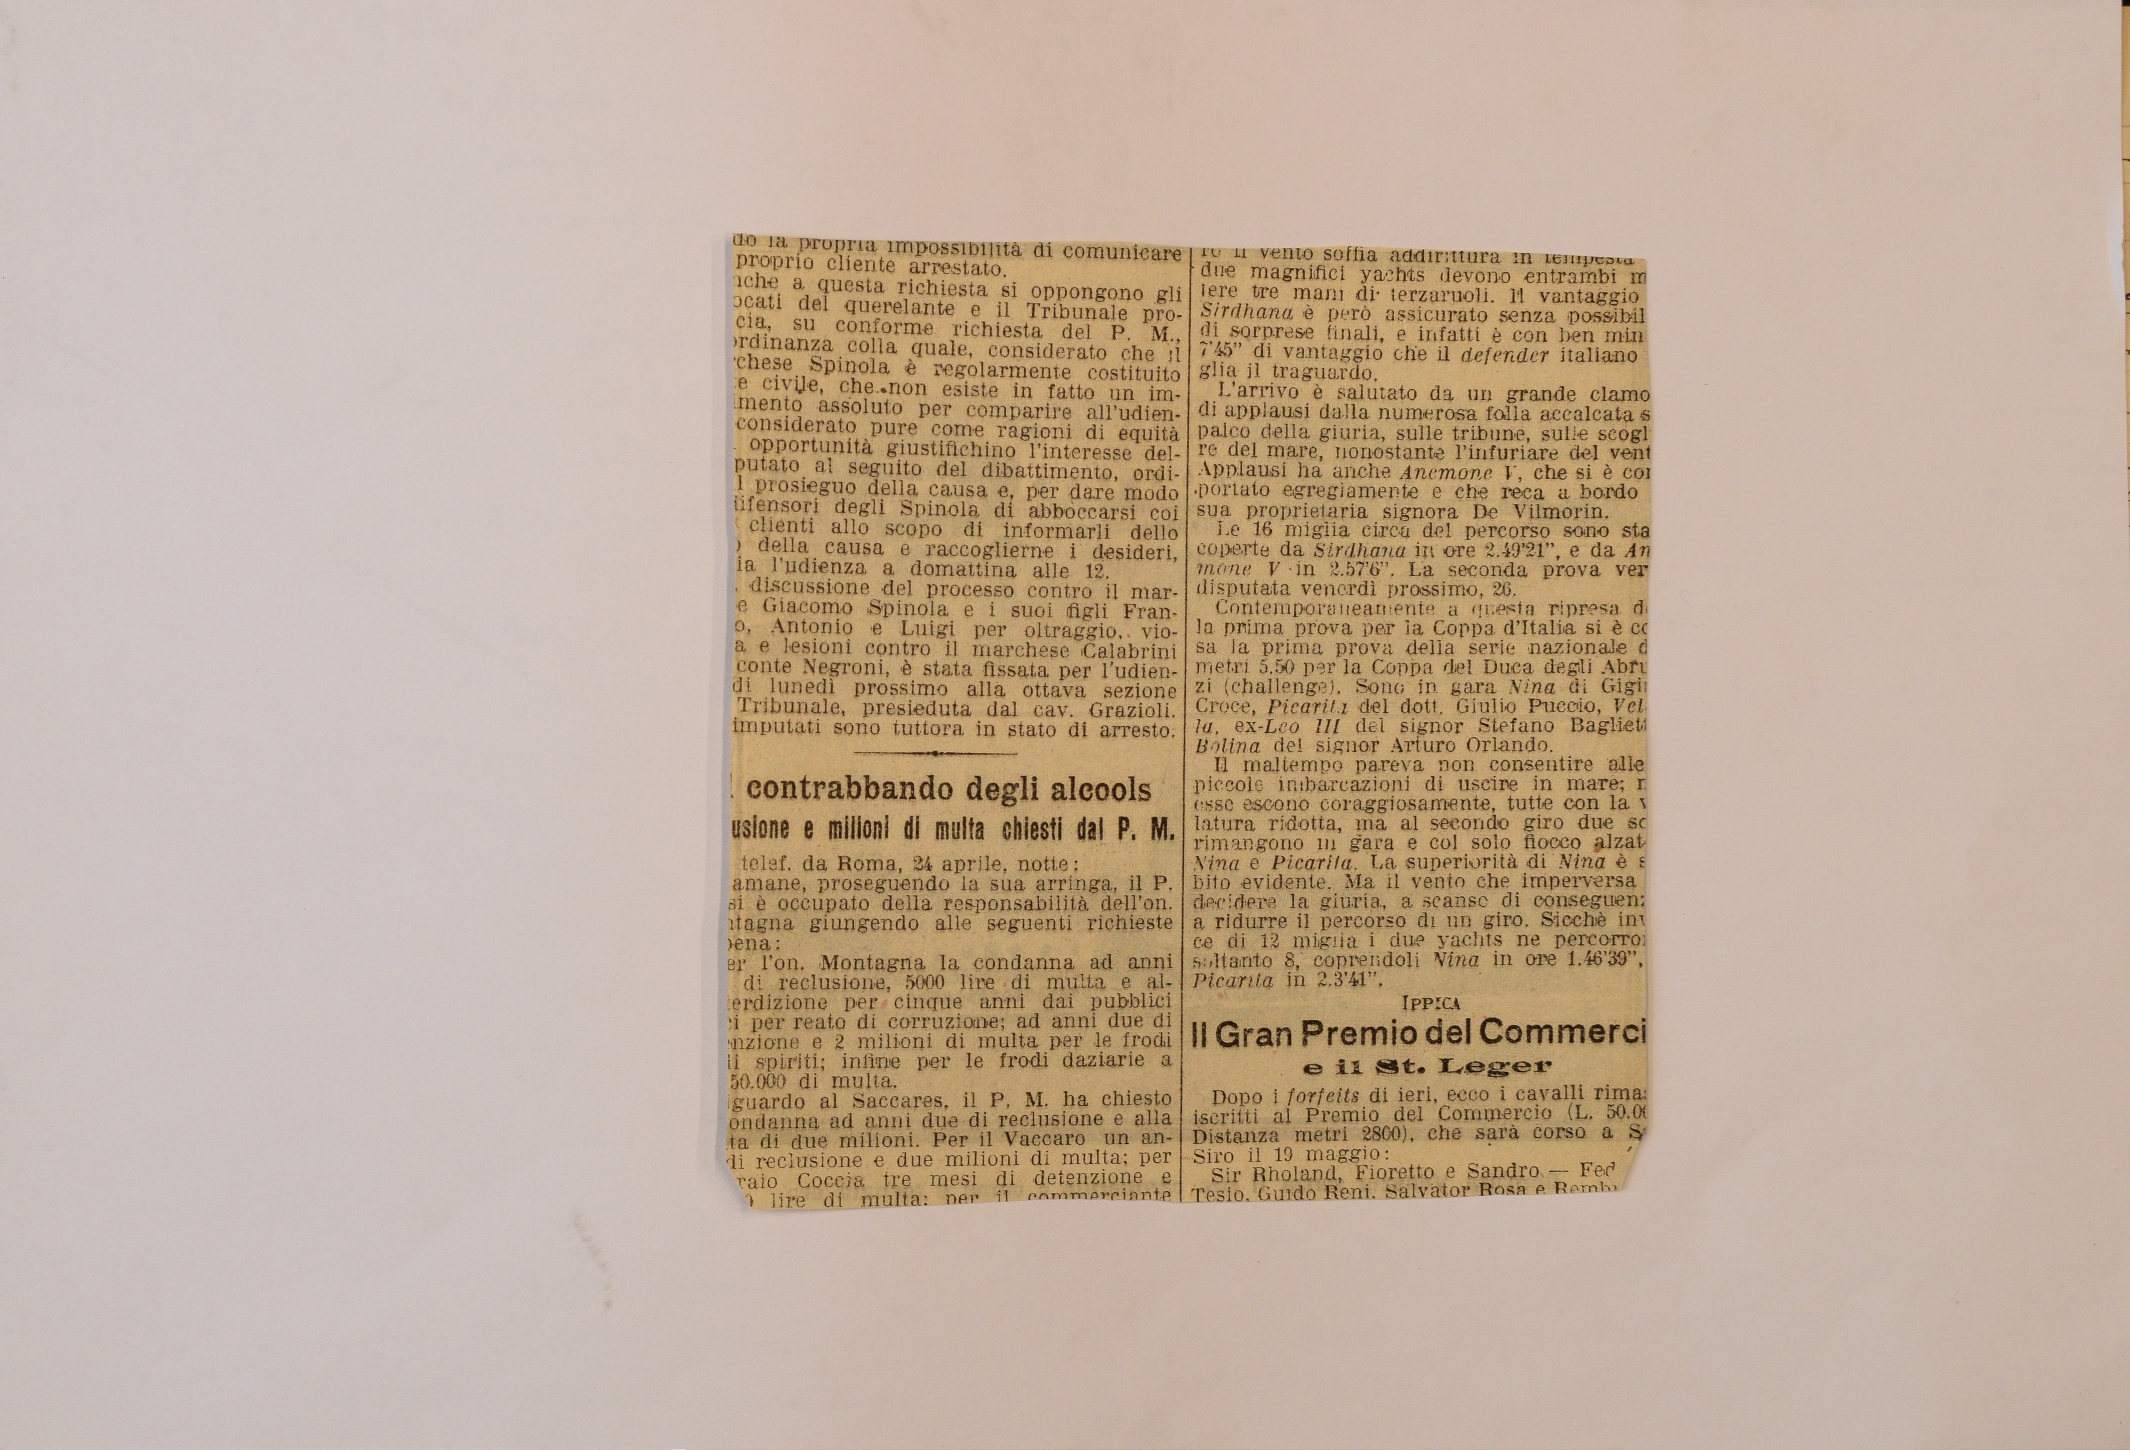 do la propria impossibilità di comunicare
proprio cliente arrestato.
nche a questa richiesta si oppongono gli
ocati del querelante e il Tribunale pro-
cia, su conforme richiesta del P. M.,
ordinanza colla quale, considerato che il
chese Spinola è regolarmente costituito
e civile, che non esiste in fatto un im-
imento assoluto per comparire all'udien-
considerato pure come ragioni di equità
opportunità giustifichino l'interesse del-
putato al seguito del dibattimento, ordi-
l prosieguo della causa e, per dare modo
difensori degli Spinola di abboccarsi coi
clienti allo scopo di informarli dello
della causa e raccoglierne i desideri,
ia l'udienza a domattina alle 12.
discussione del processo contro il mar-
e Giacomo Spinola e i suoi figli Fran-
o, Antonio e Luigi per oltraggio, vio-
a e lesioni contro il marchese Calabrini
conte Negroni, è stata fissata per l'udien-
di lunedì prossimo alla ottava sezione
Tribunale, presieduta dal cav. Grazioli.
imputati sono tuttora in stato di arresto.
contrabbando degli alcools
usione e milioni di multa chiesti dal P. M.
telef. da Roma, 24 aprile, notte:
amane, proseguendo la sua arringa, il P.
si è occupato della responsabilità dell'on.
ntagna giungendo alle seguenti richieste
pena:
er l'on. Montagna la condanna ad anni
di reclusione, 5000 lire di multa e al-
terdizione per cinque anni dai pubblici
ci per reato di corruzione; ad anni due di
nzione e 2 milioni di multa per le frodi
li spiriti; infine per le frodi daziarie a
50.000 di multa.
iguardo al Saccares, il P. M. ha chiesto
ondanna ad anni due di reclusione e alla
ta di due milioni. Per il Vaccaro un an-
di reclusione e due milioni di multa; per
raio Coccia tre mesi di detenzione e
lire di multa; per il commerciante
ro il vento soffia addirittura in tempesta
due magnifici yachts devono entrambi m
iere tre mani di terzaruoli. Il vantaggio
Sirdhana è però assicurato senza possibil
di sorprese finali, e infatti è con ben min
7'45" di vantaggio che il defender italiano
glia il traguardo.
L'arrivo è salutato da un grande clamo
di applausi dalla numerosa folla accalcata s
palco della giuria, sulle tribune, sulle scogl
re del mare, nonostante l'infuriare del vent
Applausi ha anche Anemone V, che si è con
portato egregiamente e che reca a bordo
sua proprietaria signora De Vilmorin.
Le 16 miglia circa del percorso sono sta
coperte da Sirdhana in ore 2.49'21", e da An
mone V in 2.57'6". La seconda prova ver
disputata venerdì prossimo, 26.
Contemporaneamente a questa ripresa d
la prima prova per la Coppa d'Italia si è co
sa la prima prova della serie nazionale d
metri 5.50 per la Coppa del Duca degli Abru
zi (challenge). Sono in gara Nina di Gigi
Croce, Picarita del dott. Giulio Puccio, Vel
la, ex-Leo III del signor Stefano Bagliett
Bolina del signor Arturo Orlando.
Il maltempo pareva non consentire alle
piccole imbarcazioni di uscire in mare; m
esse escono coraggiosamente, tutte con la v
latura ridotta, ma al secondo giro due so
rimangono in gara e col solo fiocco alzat
Nina e Picarita. La superiorità di Nina è s
bito evidente. Ma il vento che imperversa
decidere la giuria, a scanso di conseguen
a ridurre il percorso di un giro. Sicchè inv
ce di 12 miglia i due yachts ne percorro
soltanto 8, coprendoli Nina in ore 1.46'39",
Picarita in 2.3'41".
IPPICA
Il Gran Premio del Commerci
e il St. Leger
Dopo i forfeits di ieri, ecco i cavalli rima
iscritti al Premio del Commercio (L. 50.00
Distanza metri 2800), che sarà corso a S
Siro il 19 maggio:
Sir Rholand, Fioretto e Sandro — Fed
Tesio, Guido Reni, Salvator Rosa e Remb